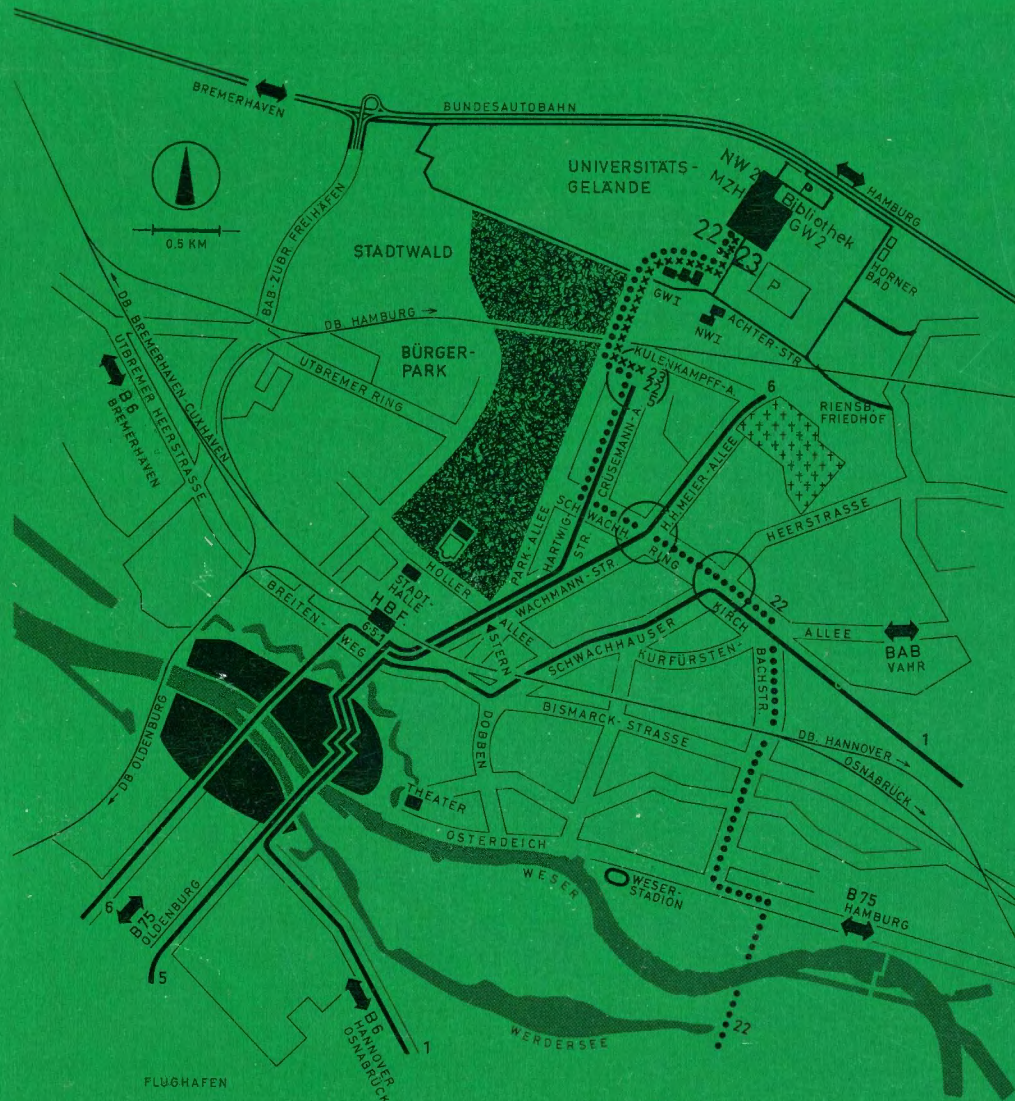 BREMERHAVEN
BUNDESAUTOBAHN
HAMBURG
UNIVERSITÄTS-
GELÄNDE
NW2
MZH
P
Bibliothek
GW2
0.5 KM
BAB-ZUBR. FREIHÄFEN
STADTWALD
22
23
HORNER
BAD
P
GWI
NWI
ACHTER-STR.
DB. BREMERHAVEN-CUXHAVEN
DB. HAMBURG →
KULENKAMPFF-A.
BÜRGER-
PARK
UTBREMER RING
UTBREMER HEERSTRASSE
B6
BREMERHAVEN
23
22
5
6
RIENSB.
FRIEDHOF
CRÜSEMANN-A.
H.H.MEIER-ALLEE
HEERSTRASSE
SCHWACHH.
RING
PARK-ALLEE
HARTWIG-
STR.
WACHMANN-STR.
HOLLER
ALLEE
STADT-
HALLE
HBF
6·5·1
BREITEN-
WEG
STERN
SCHWACHHAUSER
KURFÜRSTEN-
KIRCH
BACHSTR.
22
ALLEE
BAB
VAHR
BISMARCK-STRASSE
DOBBEN
DB. HANNOVER →
OSNABRÜCK →
1
← DB OLDENBURG
THEATER
OSTERDEICH
WESER
WESER-
STADION
B75
HAMBURG
6
B75
OLDENBURG
5
B6
HANNOVER
OSNABRÜCK
1
WERDERSEE
22
FLUGHAFEN